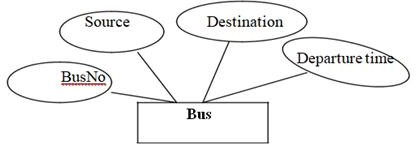 Source
Destination
Departure time
BusNo
Bus